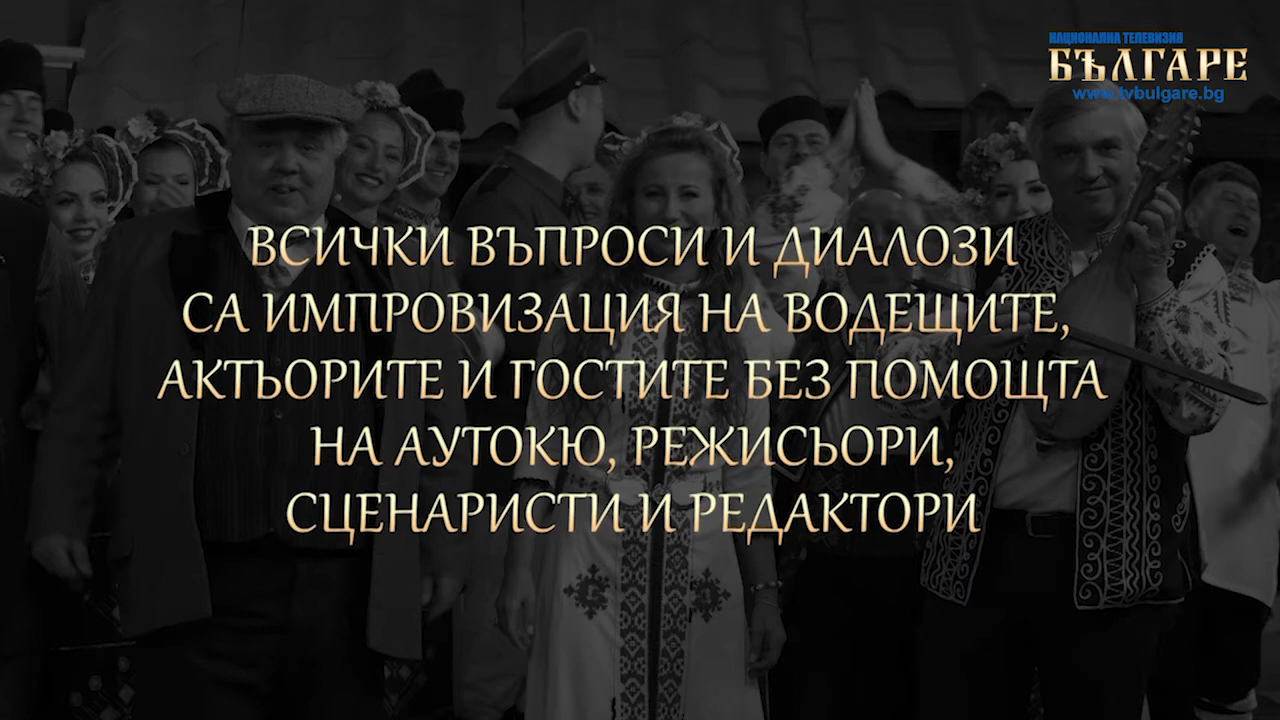 НАЦИОНАЛНА ТЕЛЕВИЗИЯ
БЪЛГАРЕ
www.tvbulgare.bg
ВСИЧКИ ВЪПРОСИ И ДИАЛОЗИ
СА ИМПРОВИЗАЦИЯ НА ВОДЕЩИТЕ,
АКТЬОРИТЕ И ГОСТИТЕ БЕЗ ПОМОЩТА
НА АУТОКЮ, РЕЖИСЬОРИ,
СЦЕНАРИСТИ И РЕДАКТОРИ